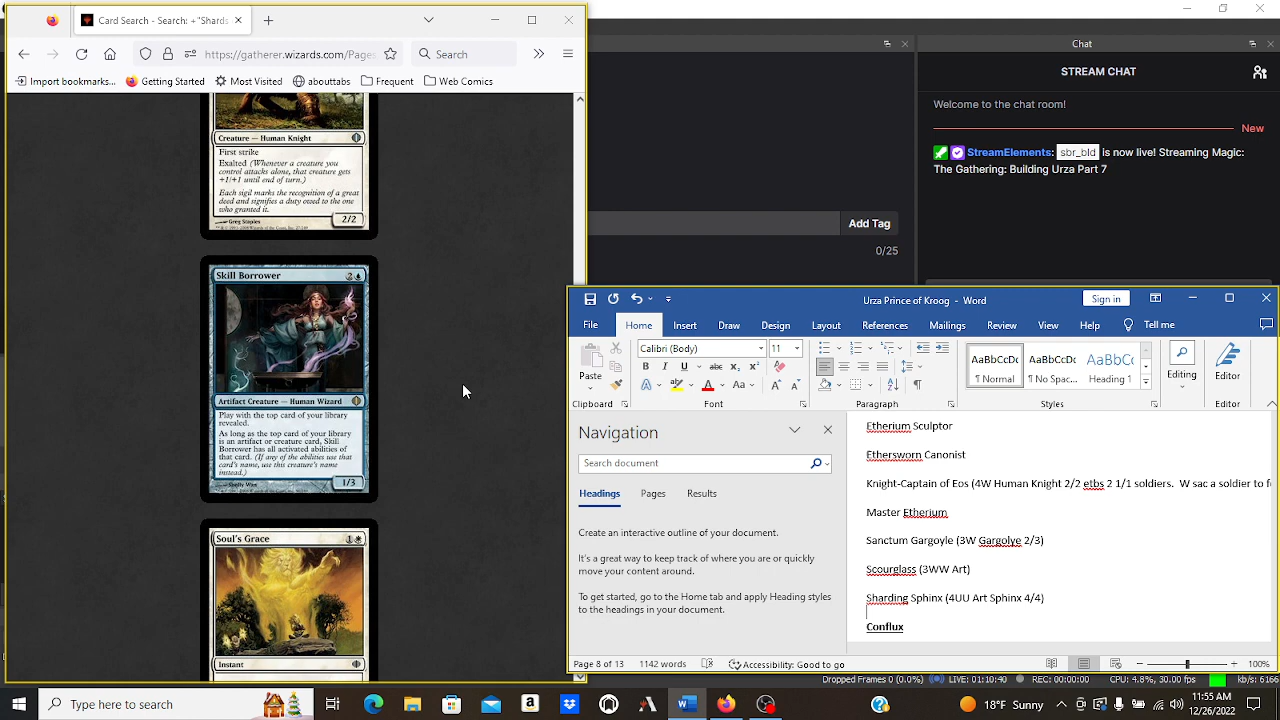 Card Search - Search: +"Shards
https://gatherer.wizards.com/Pages
Search
Import bookmarks...
Getting Started
Most Visited
abouttabs
Frequent
Web Comics
Creature — Human Knight
First strike
Exalted (Whenever a creature you
control attacks alone, that creature gets
+1/+1 until end of turn.)
Each sigil marks the recognition of a great
deed and signifies a duty owed to the one
who granted it.
Greg Staples
2/2
Skill Borrower
2
Artifact Creature — Human Wizard
Play with the top card of your library
revealed.
As long as the top card of your library
is an artifact or creature card, Skill
Borrower has all activated abilities of
that card. (If any of the abilities use that
card's name, use this creature's name
instead.)
1/3
Soul's Grace
1
Instant
Chat
STREAM CHAT
Welcome to the chat room!
New
StreamElements: sbr_bld is now live! Streaming Magic:
The Gathering: Building Urza Part 7
Add Tag
0/25
Urza Prince of Kroog - Word
Sign in
File
Home
Insert
Draw
Design
Layout
References
Mailings
Review
View
Help
Tell me
Paste
Calibri (Body)
11
B I U abc x₂ x²
AaBbCcDc
AaBbCcDc
AaBbCc
¶ Normal
¶ No Spac...
Heading 1
Editing
Editor
Clipboard
Font
Paragraph
Styles
Editor
Navigation
Search document
Headings
Pages
Results
Create an interactive outline of your document.
It's a great way to keep track of where you are or quickly
move your content around.
To get started, go to the Home tab and apply Heading styles
to the headings in your document.
Etherium Sculptor
Ethersworn Canonist
Knight-Captain of Eos (4W Human Knight 2/2 etbs 2 1/1 soldiers. W sac a soldier to f
Master Etherium
Sanctum Gargoyle (3W Gargolye 2/3)
Scourglass (3WW Art)
Sharding Sphinx (4UU Art Sphinx 4/4)
Conflux
Page 8 of 13
1142 words
Accessibility: Good to go
100%
Dropped Frames 0 (0.0%)
LIVE: 01:10:40
REC: 00:00:00
CPU: 4.8%, 30.00 fps
kb/s: 6166
Type here to search
18°F Sunny
11:55 AM
12/26/2022